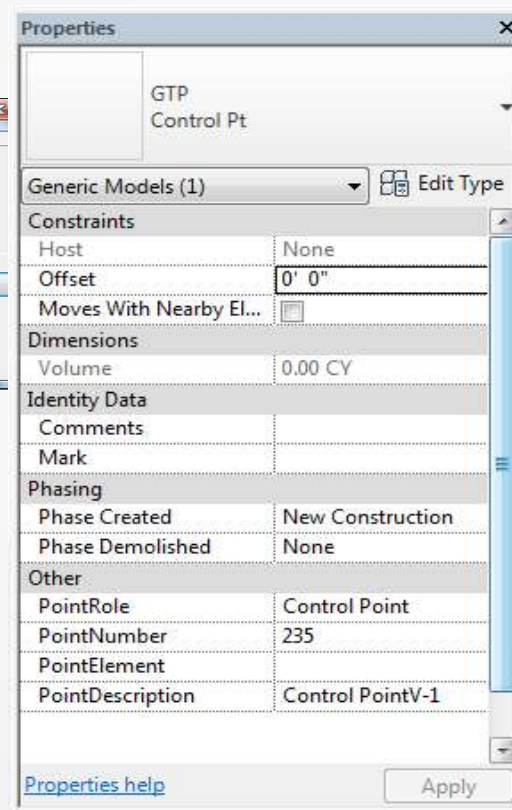 Properties
GTP
Control Pt
Generic Models (1) Edit Type
Constraints
Host None
Offset 0' 0"
Moves With Nearby El...
Dimensions
Volume 0.00 CY
Identity Data
Comments
Mark
Phasing
Phase Created New Construction
Phase Demolished None
Other
PointRole Control Point
PointNumber 235
PointElement
PointDescription Control PointV-1
Properties help Apply